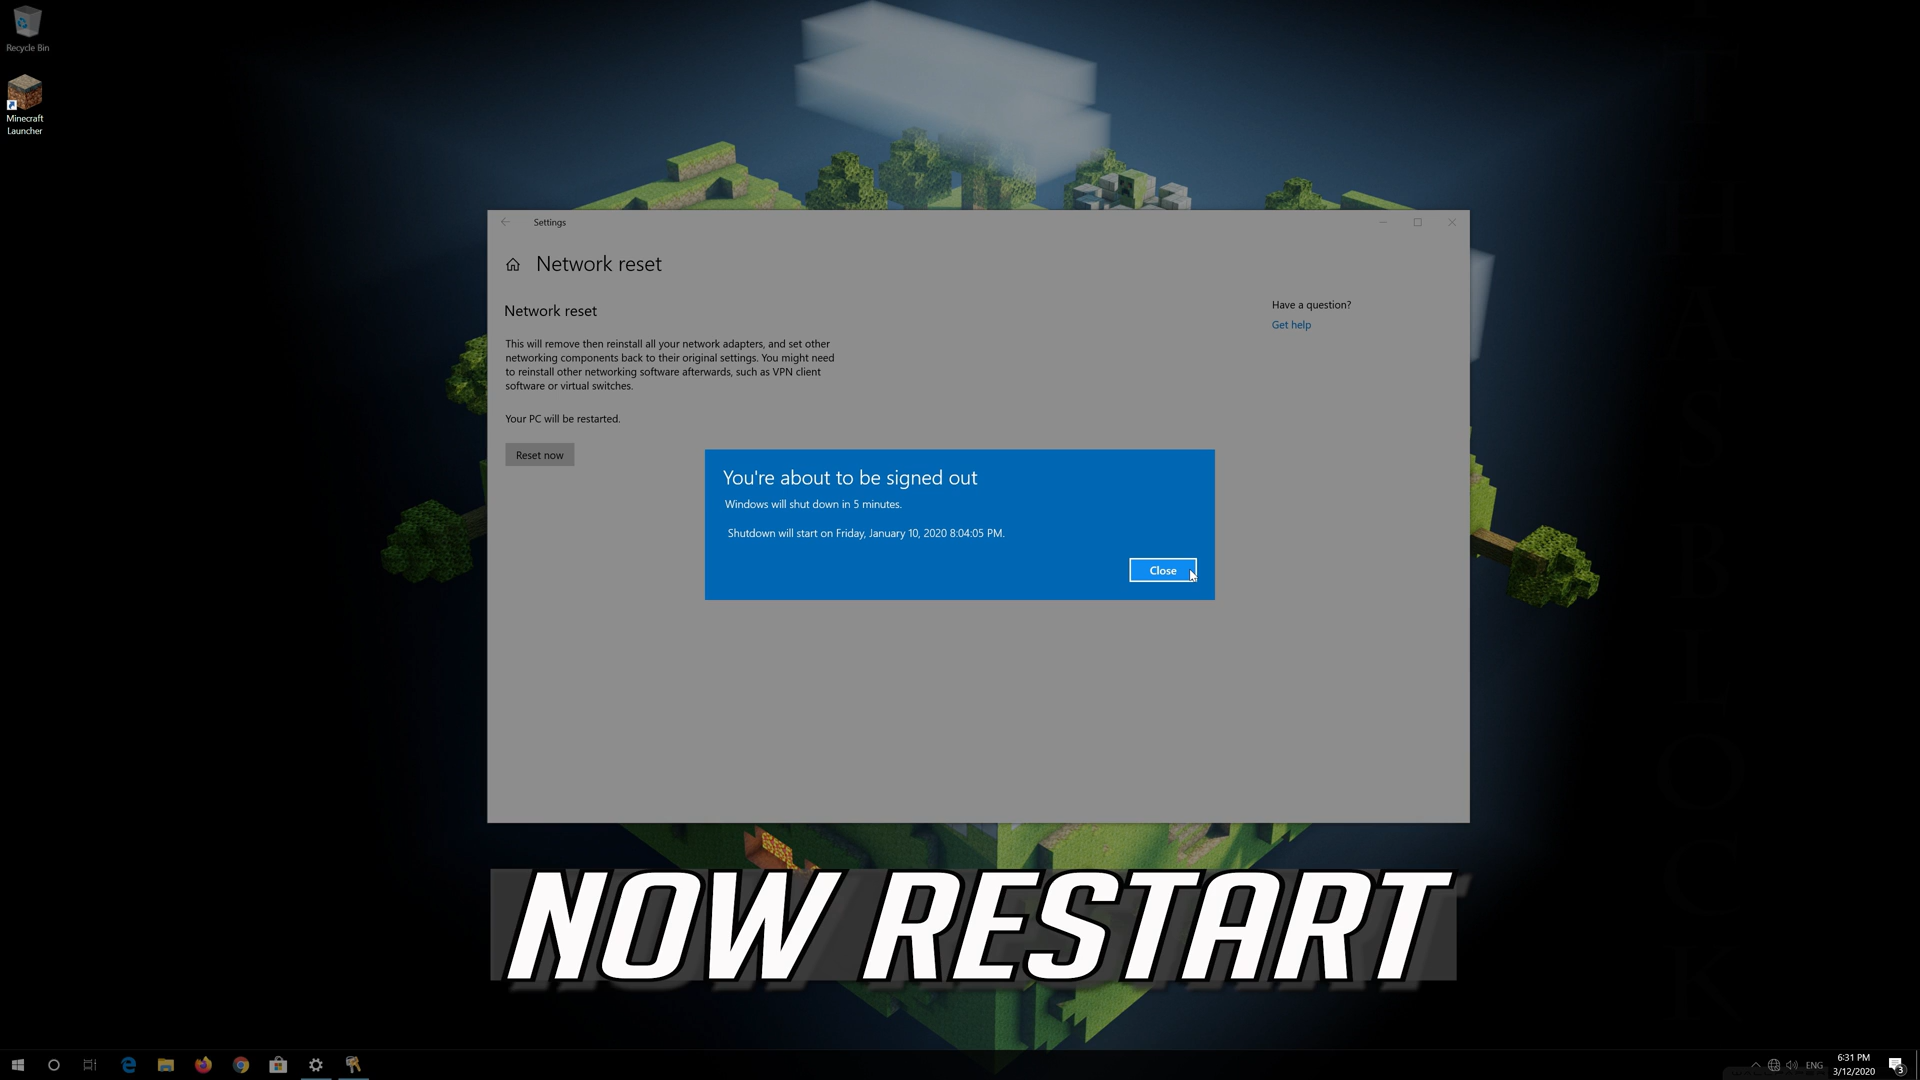 Recycle Bin
Minecraft
Launcher
Settings
Network reset
Network reset
This will remove then reinstall all your network adapters, and set other
networking components back to their original settings. You might need
to reinstall other networking software afterwards, such as VPN client
software or virtual switches.
Your PC will be restarted.
Reset now
Have a question?
Get help
You're about to be signed out
Windows will shut down in 5 minutes.
Shutdown will start on Friday, January 10, 2020 8:04:05 PM.
Close
THASBLOCK
NOW RESTART
ENG
6:31 PM
3/12/2020
3